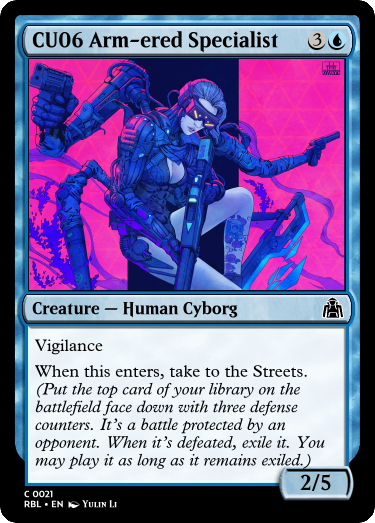 CU06 Arm-ered Specialist 3
Creature — Human Cyborg
Vigilance
When this enters, take to the Streets.
(Put the top card of your library on the
battlefield face down with three defense
counters. It's a battle protected by an
opponent. When it's defeated, exile it. You
may play it as long as it remains exiled.)
2/5
C 0021
RBL • EN Yulin Li